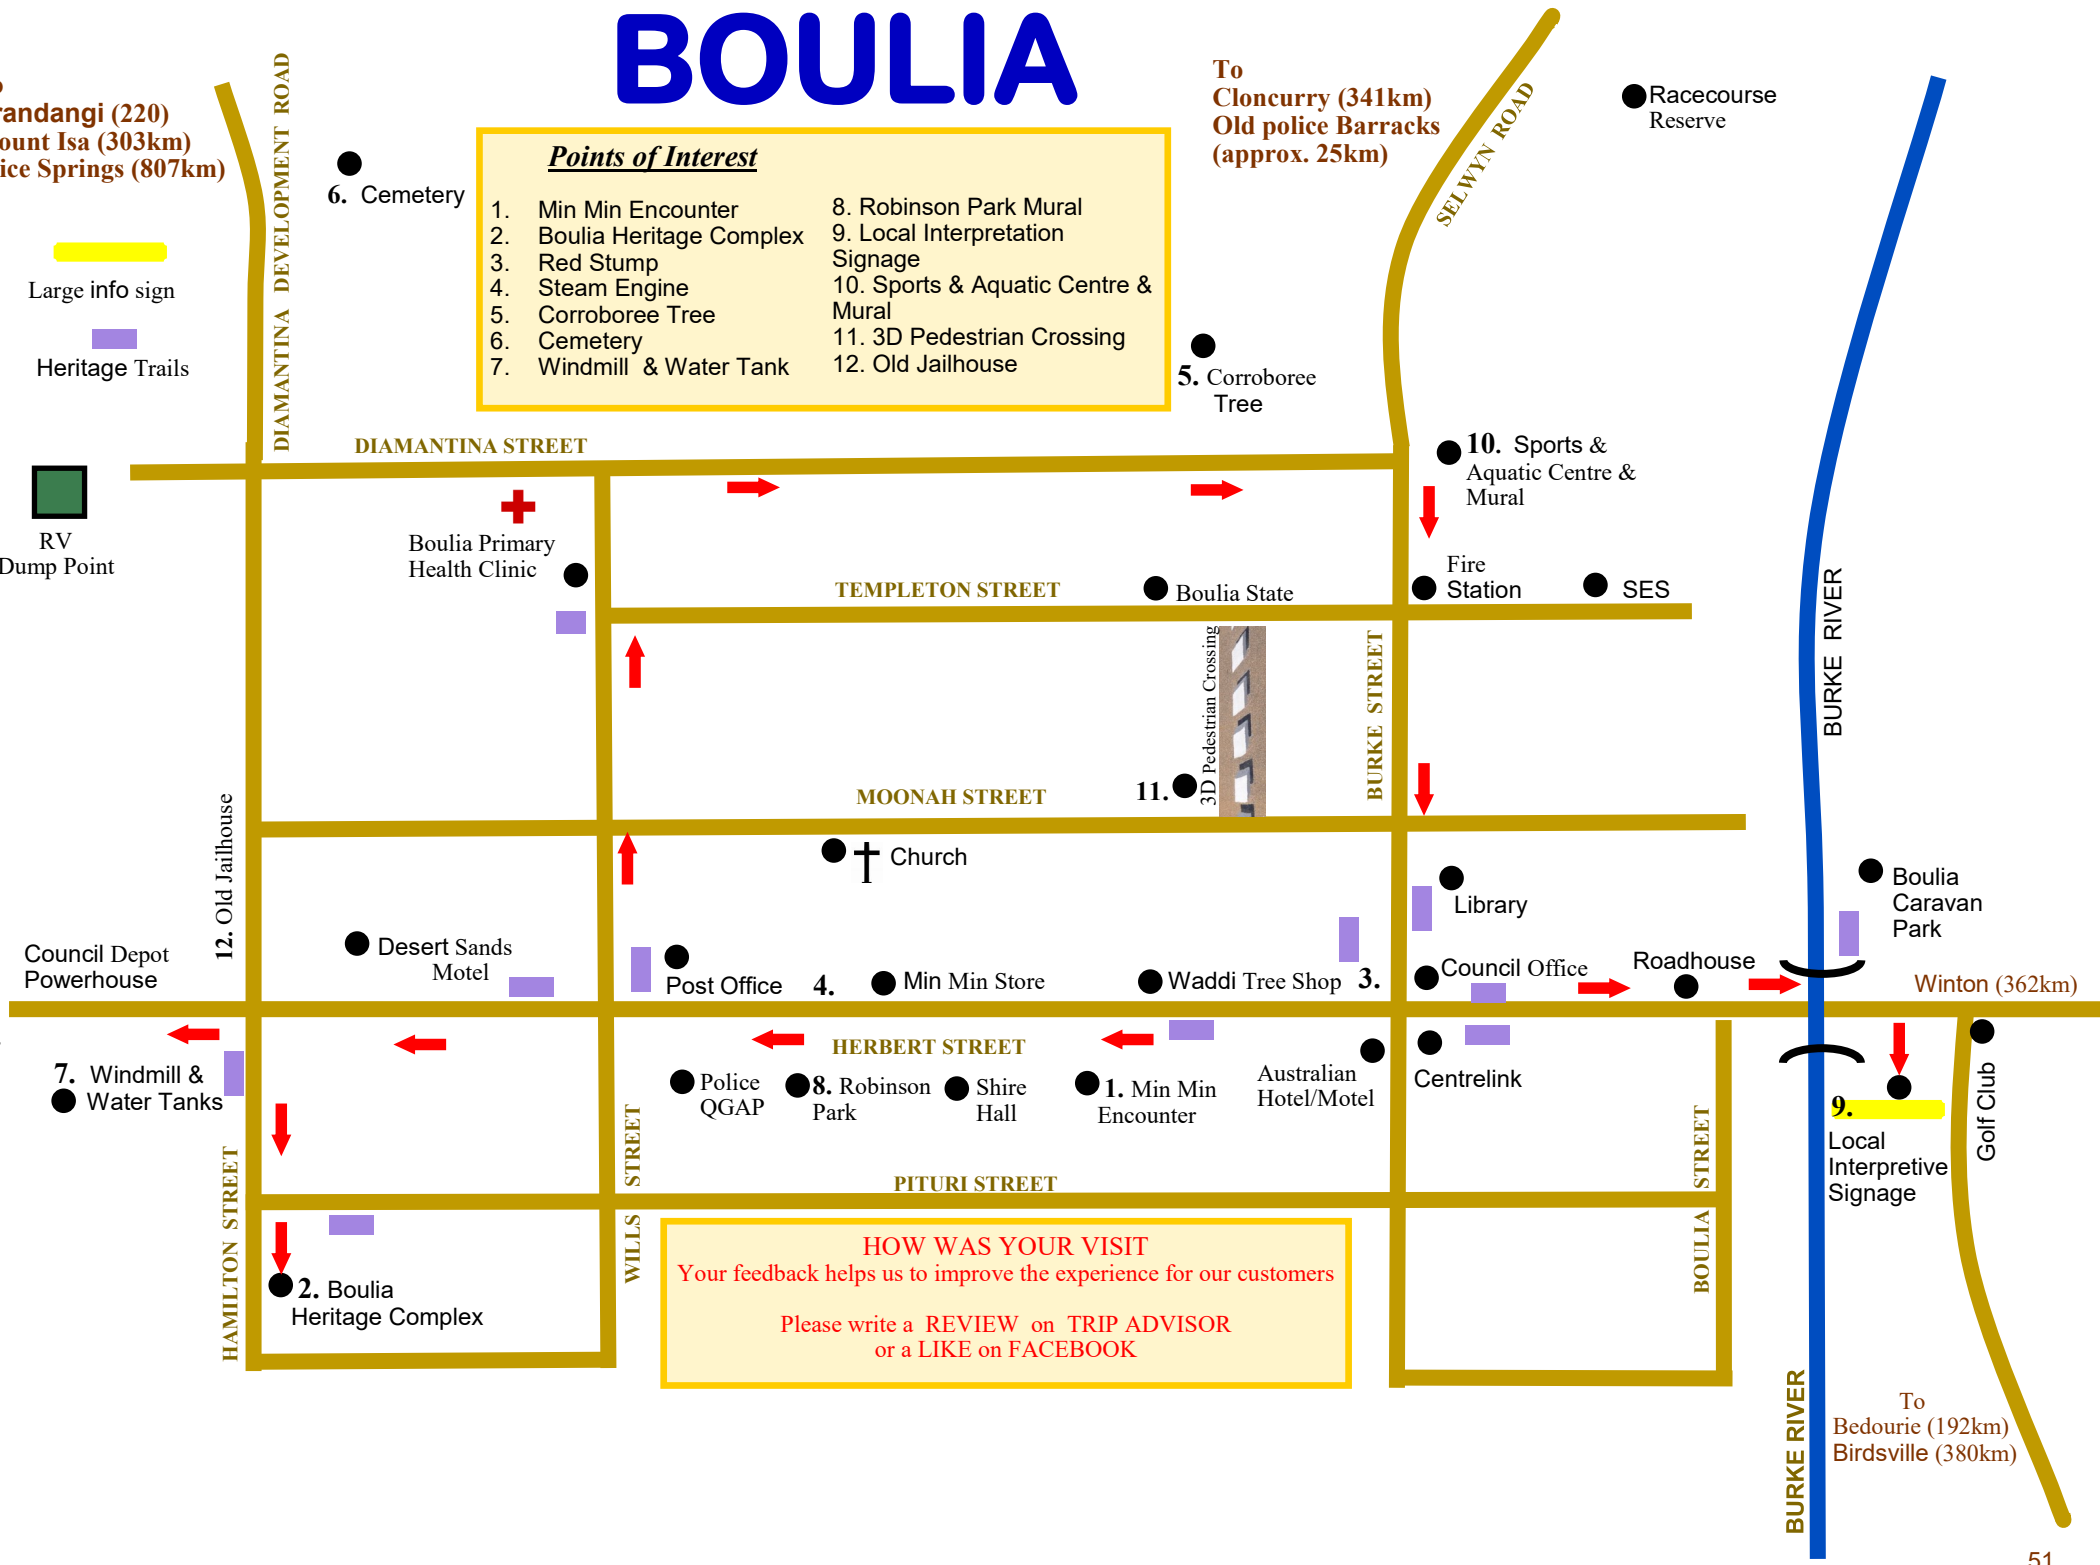 BOULIA
(220)
(303km)
Springs (807km)
DIAMANTINA DEVELOPMENT ROAD
6. Cemetery
Large info sign
Heritage Trails
Points of Interest
1. Min Min Encounter
2. Boulia Heritage Complex
3. Red Stump
4. Steam Engine
5. Corroboree Tree
6. Cemetery
7. Windmill & Water Tank
8. Robinson Park Mural
9. Local Interpretation
Signage
10. Sports & Aquatic Centre &
Mural
11. 3D Pedestrian Crossing
12. Old Jailhouse
To
Cloncurry (341km)
Old police Barracks
(approx. 25km)
SELWYN ROAD
Racecourse
Reserve
5. Corroboree
Tree
DIAMANTINA STREET
10. Sports &
Aquatic Centre &
Mural
RV
Dump Point
Boulia Primary
Health Clinic
TEMPLETON STREET
Boulia State
Fire
Station
SES
BURKE RIVER
3D Pedestrian Crossing
BURKE STREET
11.
MOONAH STREET
12. Old Jailhouse
Church
Library
Boulia
Caravan
Park
Council Depot
Powerhouse
Desert Sands
Motel
Post Office
4.
Min Min Store
Waddi Tree Shop
3.
Council Office
Roadhouse
Winton (362km)
HERBERT STREET
7. Windmill &
Water Tanks
Police
QGAP
8. Robinson
Park
Shire
Hall
1. Min Min
Encounter
Australian
Hotel/Motel
Centrelink
9.
Local
Interpretive
Signage
Golf Club
HAMILTON STREET
WILLS STREET
PITURI STREET
BOULIA STREET
2. Boulia
Heritage Complex
HOW WAS YOUR VISIT
Your feedback helps us to improve the experience for our customers
Please write a REVIEW on TRIP ADVISOR
or a LIKE on FACEBOOK
BURKE RIVER
To
Bedourie (192km)
Birdsville (380km)
51